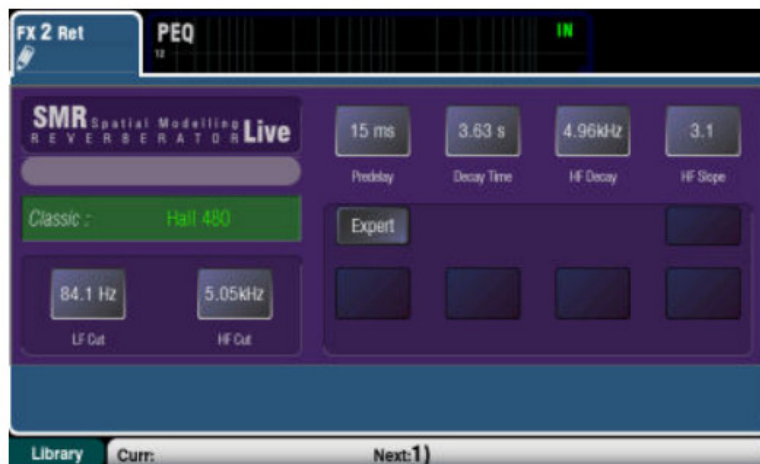 FX 2 Ret
PEQ
12
IN
SMR Spatial Modelling
REVERBERATOR Live
15 ms
3.63 s
4.96kHz
3.1
Predelay
Decay Time
HF Decay
HF Slope
Classic :
Hall 480
Expert
84.1 Hz
5.05kHz
LF Cut
HF Cut
Library
Curr:
Next:1)